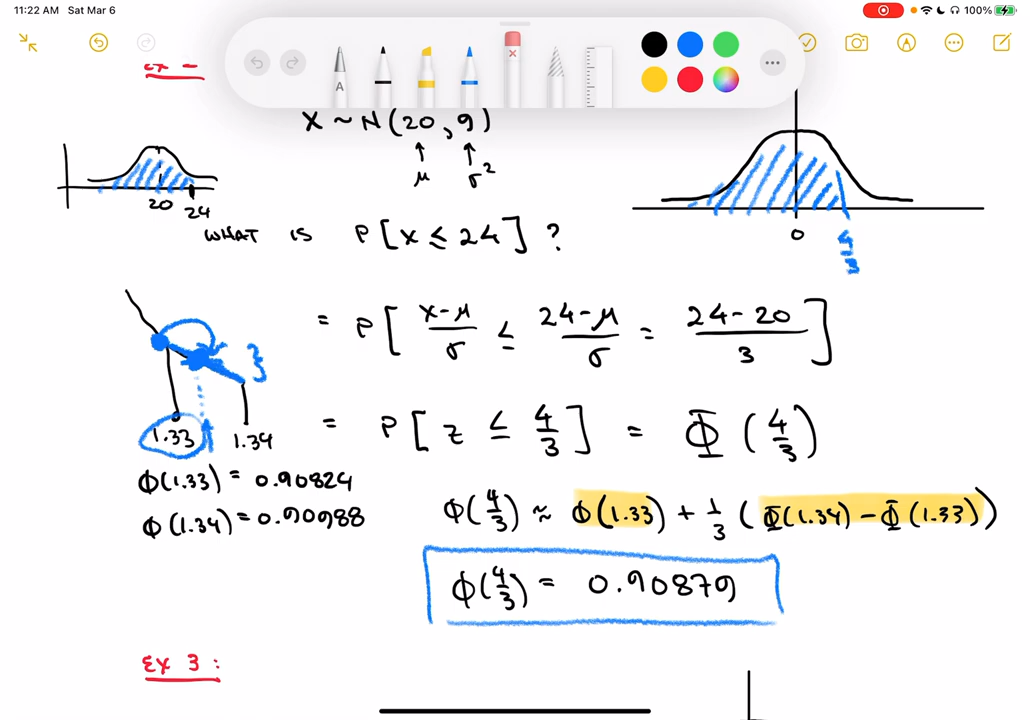 11:22 AM Sat Mar 6
100%
A
X ~ N(20, 9)
↑ ↑
μ σ²
20
24
0
4/3
WHAT IS P[X ≤ 24] ?
= P[ (X-μ)/σ ≤ (24-μ)/σ = (24-20)/3 ]
= P[ Z ≤ 4/3 ] = Φ(4/3)
1.33
1.34
Φ(1.33) = 0.90824
Φ(1.34) = 0.90988
Φ(4/3) ≈ Φ(1.33) + 1/3 (Φ(1.34) - Φ(1.33))
Φ(4/3) = 0.90879
EX 3 :